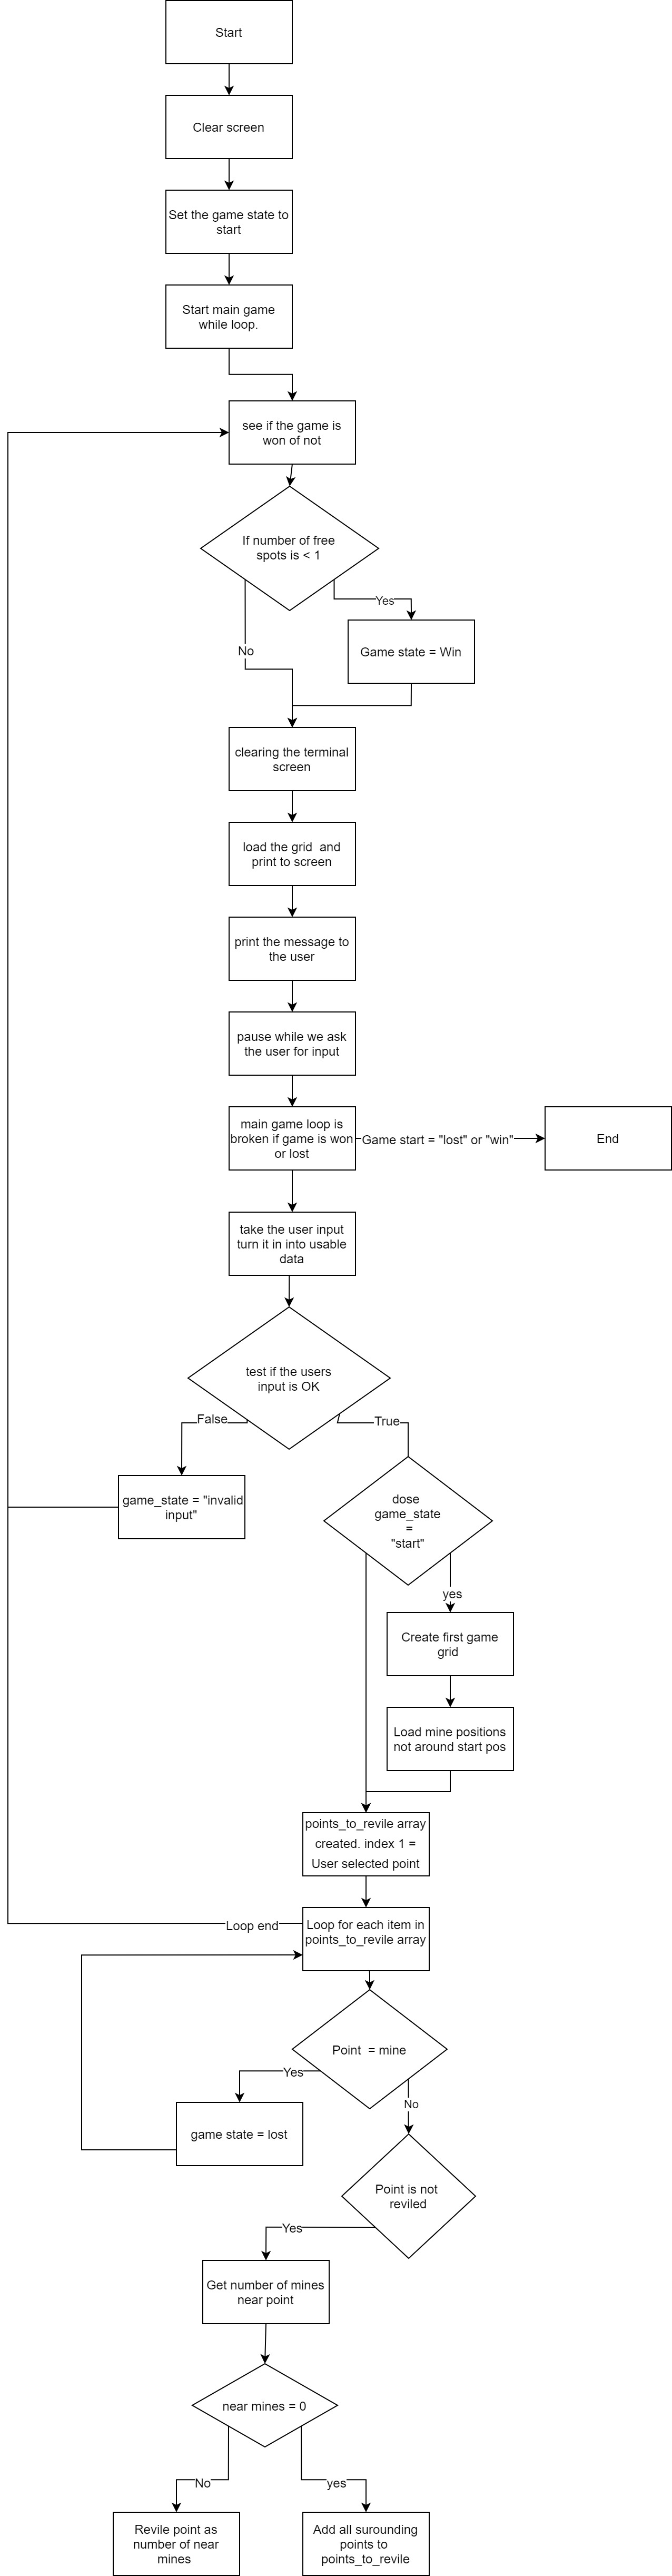 Start
Clear screen
Set the game state to
start
Start main game
while loop.
see if the game is
won of not
If number of free
spots is < 1
Yes
No
Game state = Win
clearing the terminal
screen
load the grid and
print to screen
print the message to
the user
pause while we ask
the user for input
main game loop is
broken if game is won
or lost
Game start = "lost" or "win"
End
take the user input
turn it in into usable
data
test if the users
input is OK
False
True
game_state = "invalid
input"
dose
game_state
=
"start"
yes
Create first game
grid
Load mine positions
not around start pos
points_to_revile array
created. index 1 =
User selected point
Loop end
Loop for each item in
points_to_revile array
Point = mine
Yes
No
game state = lost
Point is not
reviled
Yes
Get number of mines
near point
near mines = 0
No
yes
Revile point as
number of near
mines
Add all surounding
points to
points_to_revile